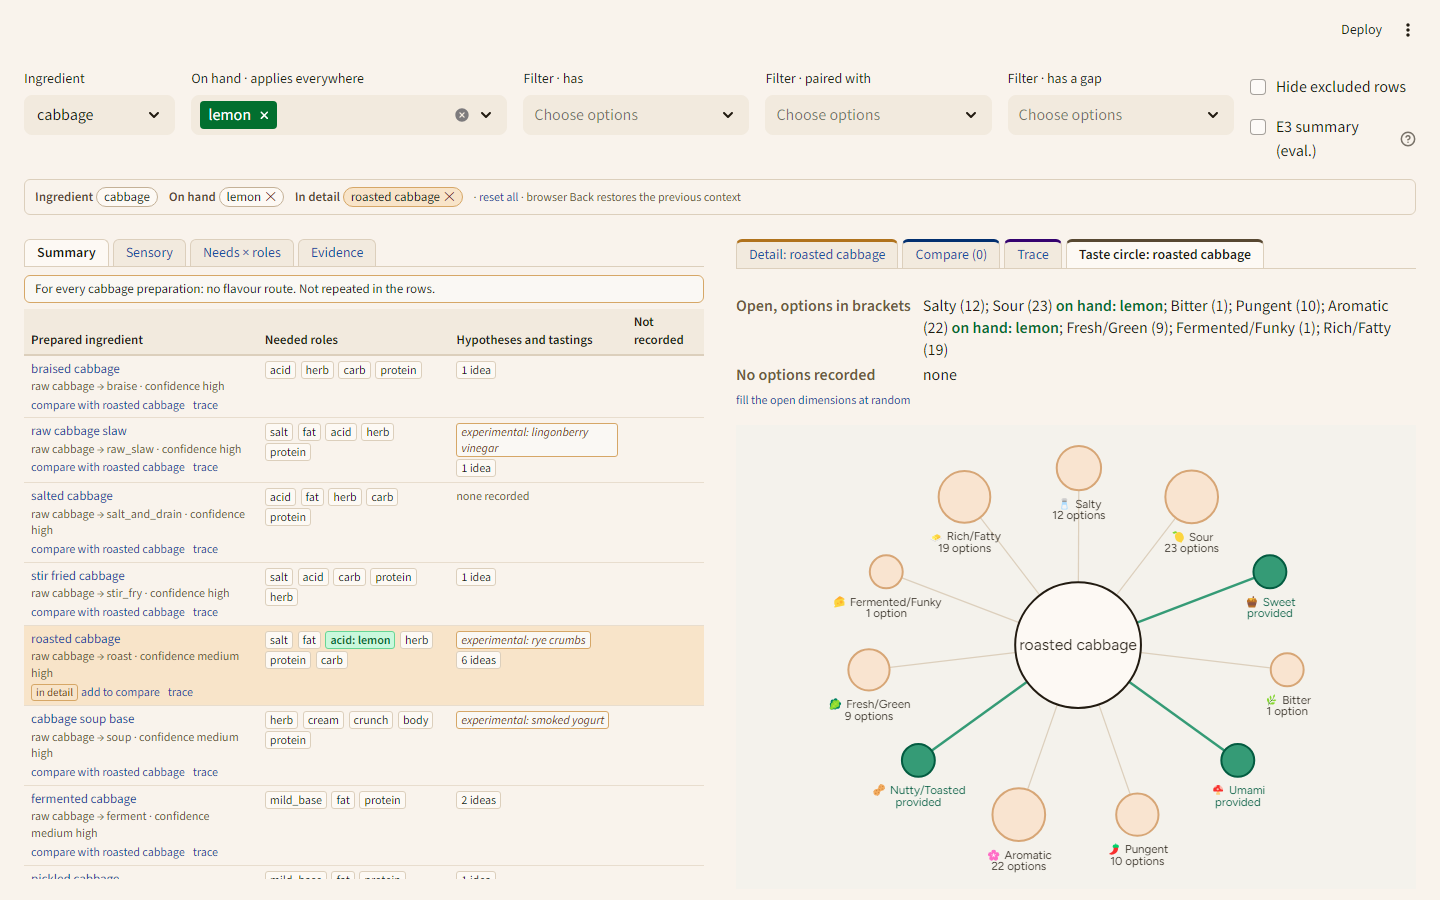 Deploy
Ingredient
On hand · applies everywhere
Filter · has
Filter · paired with
Filter · has a gap
Hide excluded rows
cabbage
lemon ×
Choose options
Choose options
Choose options
E3 summary
(eval.)
Ingredient cabbage On hand lemon × In detail roasted cabbage × · reset all · browser Back restores the previous context
Summary
Sensory
Needs × roles
Evidence
For every cabbage preparation: no flavour route. Not repeated in the rows.
Prepared ingredient
Needed roles
Hypotheses and tastings
Not
recorded
braised cabbage
raw cabbage → braise · confidence high
compare with roasted cabbage trace
acid herb carb protein
1 idea
raw cabbage slaw
raw cabbage → raw_slaw · confidence high
compare with roasted cabbage trace
salt fat acid herb
protein
experimental: lingonberry
vinegar
1 idea
salted cabbage
raw cabbage → salt_and_drain · confidence
high
compare with roasted cabbage trace
acid fat herb carb
protein
none recorded
stir fried cabbage
raw cabbage → stir_fry · confidence high
compare with roasted cabbage trace
salt acid carb protein
herb
1 idea
roasted cabbage
raw cabbage → roast · confidence medium
high
in detail add to compare trace
salt fat acid: lemon herb
protein carb
experimental: rye crumbs
6 ideas
cabbage soup base
raw cabbage → soup · confidence medium
high
compare with roasted cabbage trace
herb cream crunch body
protein
experimental: smoked yogurt
fermented cabbage
raw cabbage → ferment · confidence
medium high
compare with roasted cabbage trace
mild_base fat protein
2 ideas
pickled cabbage
mild_base fat protein
1 idea
Detail: roasted cabbage
Compare (0)
Trace
Taste circle: roasted cabbage
Open, options in brackets
Salty (12); Sour (23) on hand: lemon; Bitter (1); Pungent (10); Aromatic
(22) on hand: lemon; Fresh/Green (9); Fermented/Funky (1); Rich/Fatty
(19)
No options recorded
none
fill the open dimensions at random
Salty
12 options
Rich/Fatty
19 options
Sour
23 options
Fermented/Funky
1 option
Sweet
provided
roasted cabbage
Fresh/Green
9 options
Bitter
1 option
Nutty/Toasted
provided
Umami
provided
Aromatic
22 options
Pungent
10 options